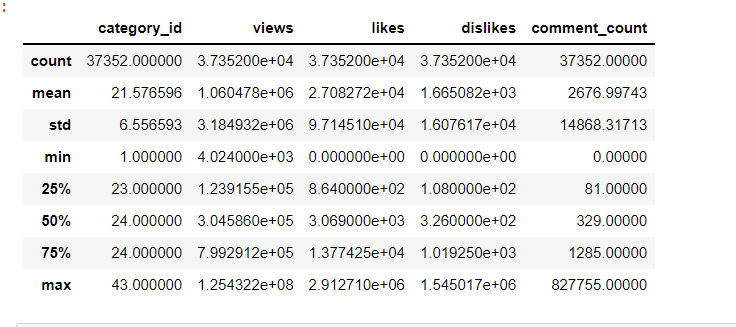 :
category_id views likes dislikes comment_count
count 37352.000000 3.735200e+04 3.735200e+04 3.735200e+04 37352.00000
mean 21.576596 1.060478e+06 2.708272e+04 1.665082e+03 2676.99743
std 6.556593 3.184932e+06 9.714510e+04 1.607617e+04 14868.31713
min 1.000000 4.024000e+03 0.000000e+00 0.000000e+00 0.00000
25% 23.000000 1.239155e+05 8.640000e+02 1.080000e+02 81.00000
50% 24.000000 3.045860e+05 3.069000e+03 3.260000e+02 329.00000
75% 24.000000 7.992912e+05 1.377425e+04 1.019250e+03 1285.00000
max 43.000000 1.254322e+08 2.912710e+06 1.545017e+06 827755.00000